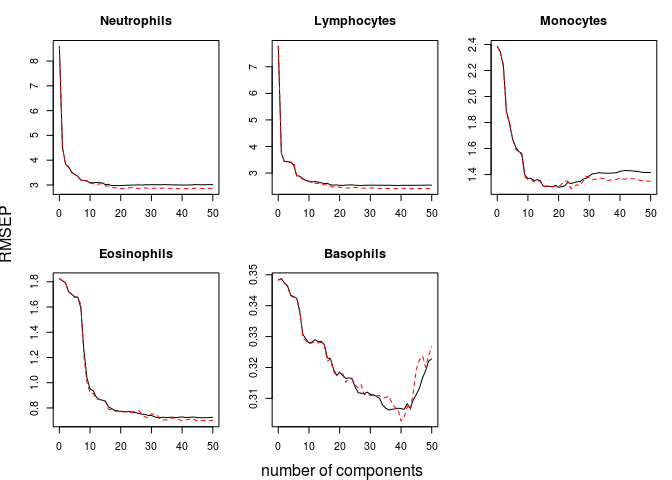 Neutrophils
3 4 5 6 7 8
0 10 20 30 40 50
Lymphocytes
3 4 5 6 7
0 10 20 30 40 50
Monocytes
1.4 1.6 1.8 2.0 2.2 2.4
0 10 20 30 40 50
RMSEP
Eosinophils
0.8 1.0 1.2 1.4 1.6 1.8
0 10 20 30 40 50
Basophils
0.31 0.32 0.33 0.34 0.35
0 10 20 30 40 50
number of components